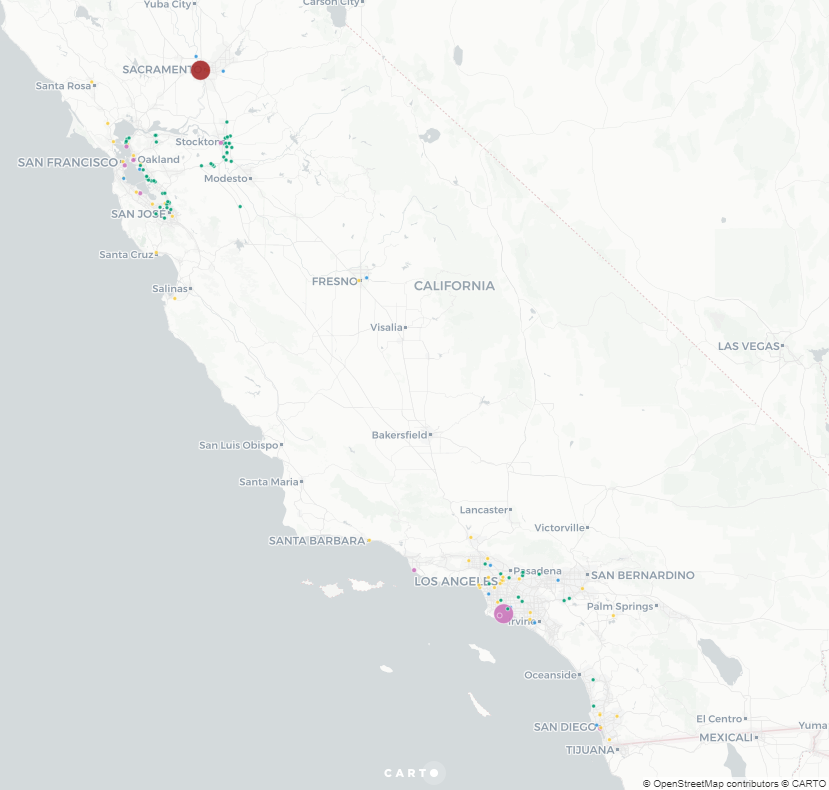 Yuba City
Carson City
SACRAMENT
Santa Rosa
Stockton
SAN FRANCISCO
Oakland
Modesto
SAN JOSE
Santa Cruz
Salinas
FRESNO
CALIFORNIA
Visalia
LAS VEGAS
Bakersfield
San Luis Obispo
Santa Maria
Lancaster
Victorville
SANTA BARBARA
Pasadena
LOS ANGELES
SAN BERNARDINO
Palm Springs
Irvine
Oceanside
El Centro
SAN DIEGO
Yuma
MEXICALI
TIJUANA
CARTO
© OpenStreetMap contributors © CARTO